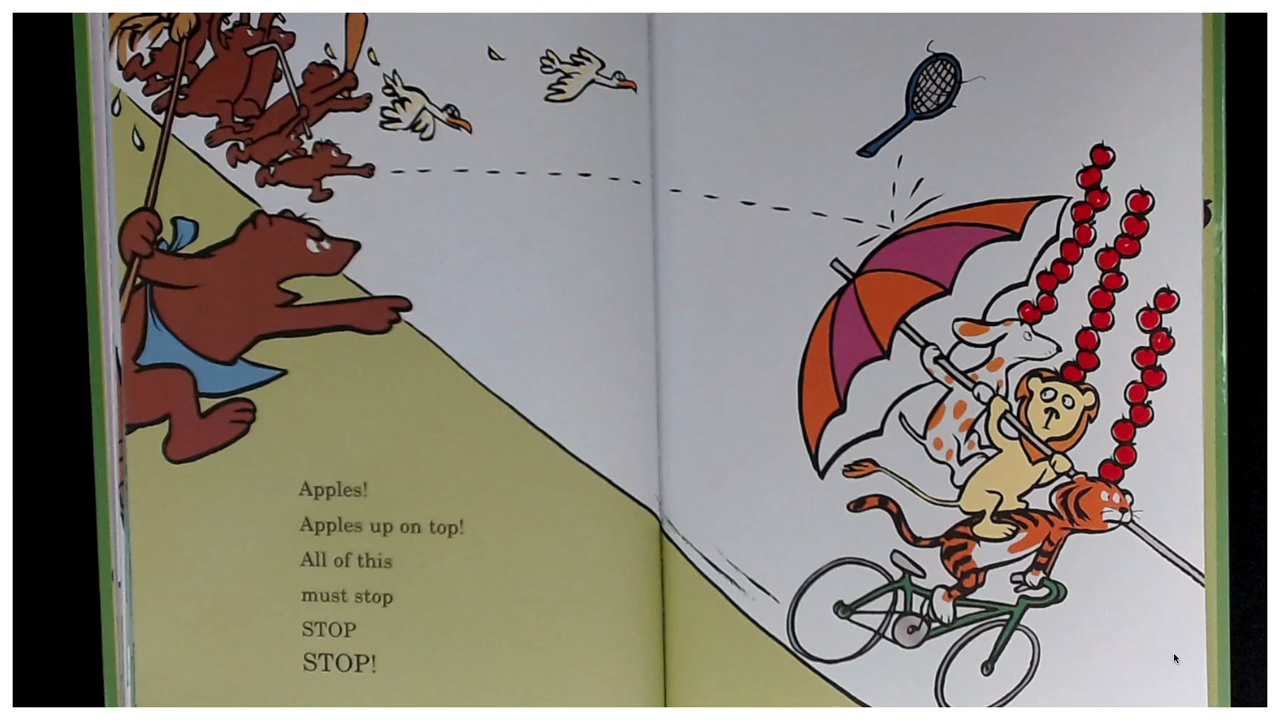 Apples!
Apples up on top!
All of this
must stop
STOP
STOP!